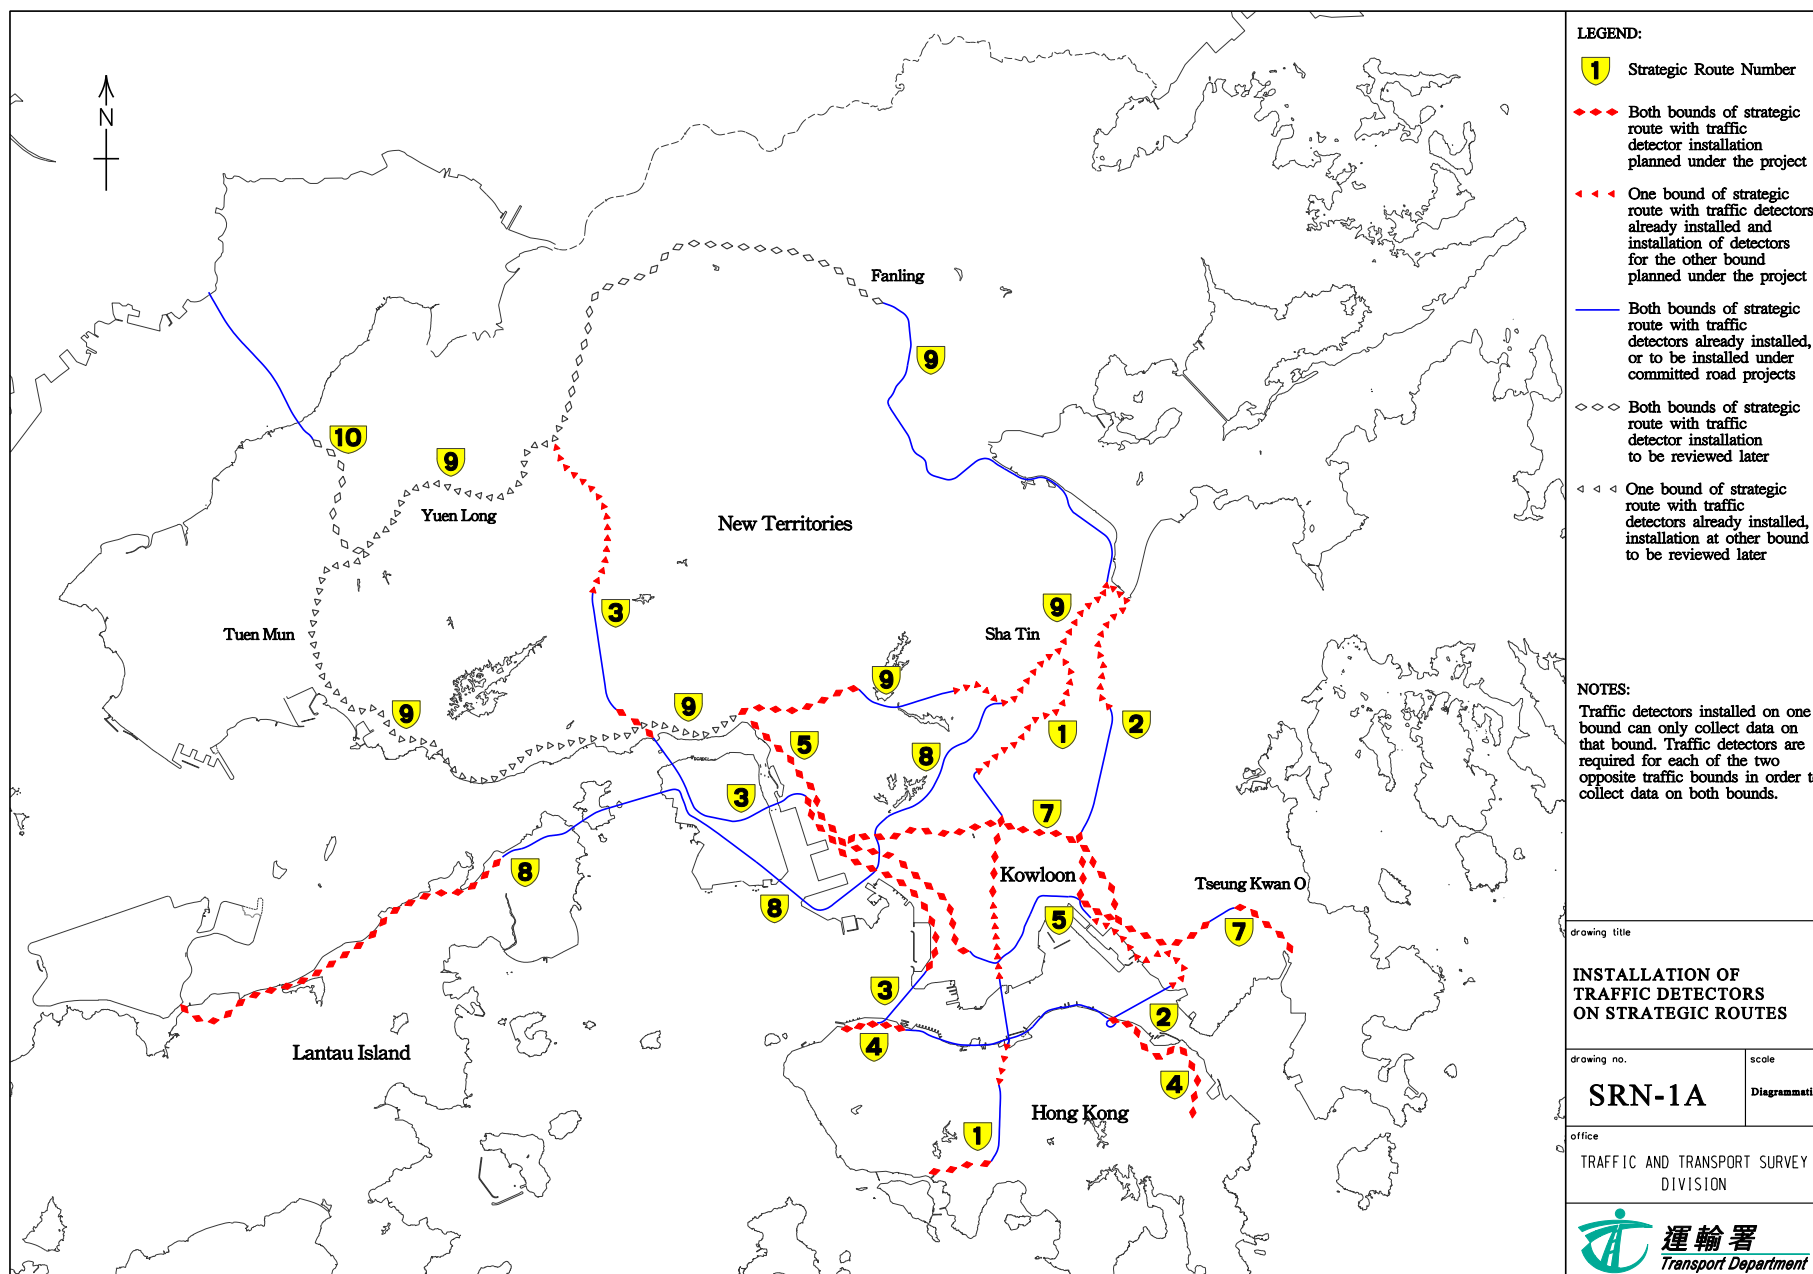 N
Fanling
9
10
9
Yuen Long
New Territories
3
9
Tuen Mun
Sha Tin
9
9
9
1
2
5
8
3
7
8
Kowloon
Tseung Kwan O
8
5
7
3
2
4
Lantau Island
4
Hong Kong
1
LEGEND:
1 Strategic Route Number
Both bounds of strategic
route with traffic
detector installation
planned under the project
One bound of strategic
route with traffic detectors
already installed and
installation of detectors
for the other bound
planned under the project
Both bounds of strategic
route with traffic
detectors already installed,
or to be installed under
committed road projects
Both bounds of strategic
route with traffic
detector installation
to be reviewed later
One bound of strategic
route with traffic
detectors already installed,
installation at other bound
to be reviewed later
NOTES:
Traffic detectors installed on one
bound can only collect data on
that bound. Traffic detectors are
required for each of the two
opposite traffic bounds in order t
collect data on both bounds.
drawing title
INSTALLATION OF
TRAFFIC DETECTORS
ON STRATEGIC ROUTES
drawing no.
SRN-1A
scale
Diagrammati
office
TRAFFIC AND TRANSPORT SURVEY
DIVISION
運輸署
Transport Department